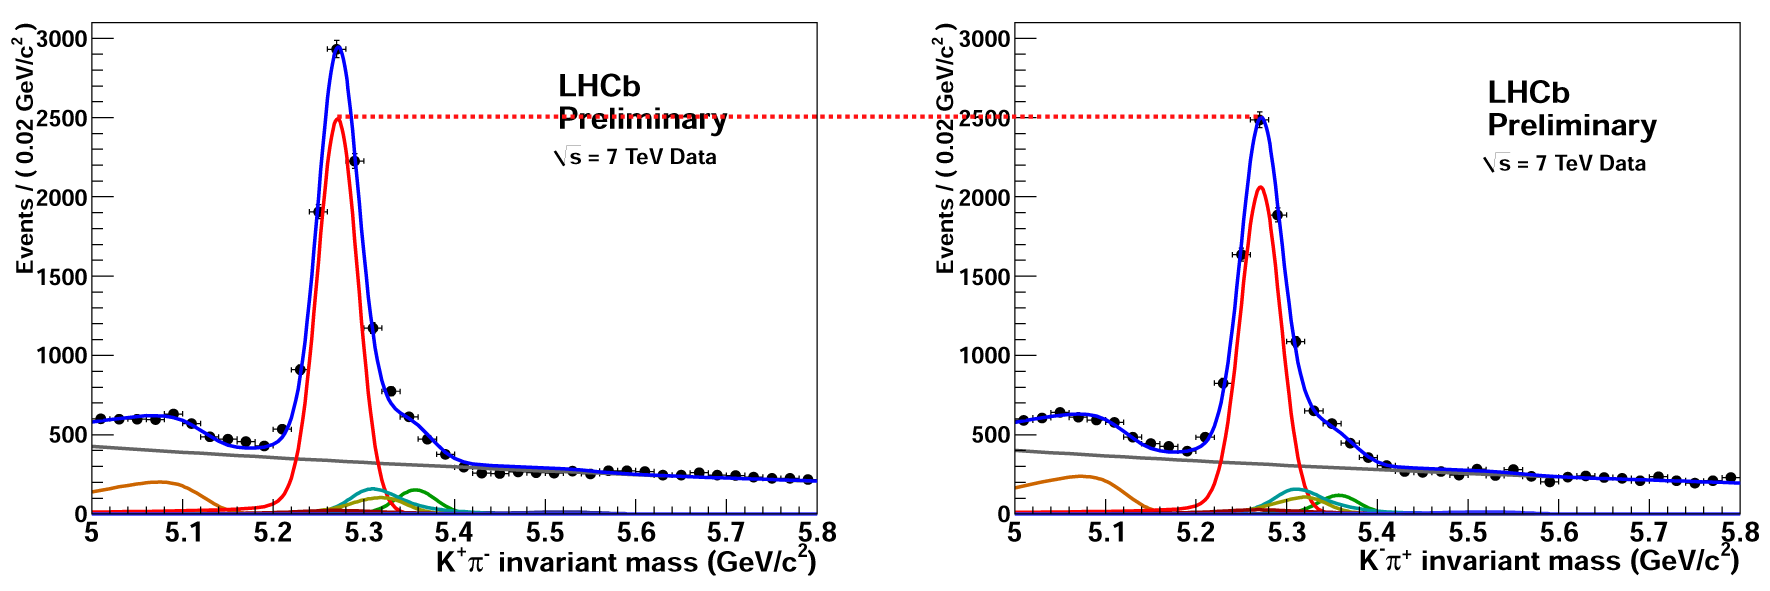 Events / ( 0.02 GeV/c² )
3000
2500
2000
1500
1000
500
0
5 5.1 5.2 5.3 5.4 5.5 5.6 5.7 5.8
K⁺π⁻ invariant mass (GeV/c²)
LHCb
Preliminary
√s = 7 TeV Data
Events / ( 0.02 GeV/c² )
3000
2500
2000
1500
1000
500
0
5 5.1 5.2 5.3 5.4 5.5 5.6 5.7 5.8
K⁻π⁺ invariant mass (GeV/c²)
LHCb
Preliminary
√s = 7 TeV Data